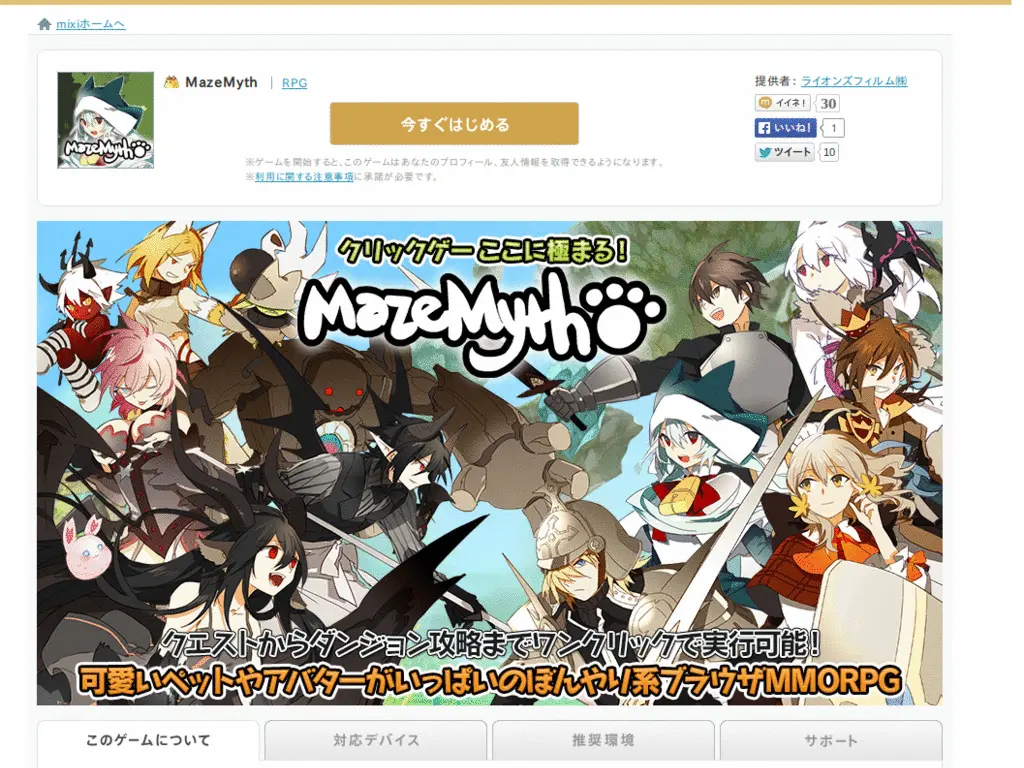 mixiホームへ
MazeMyth | RPG
提供者：ライオンズフィルム㈱
イイネ！ 30
いいね！ 1
ツイート 10
MazeMyth
今すぐはじめる
※ゲームを開始すると、このゲームはあなたのプロフィール、友人情報を取得できるようになります。
※利用に関する注意事項に承諾が必要です。
クリックゲー ここに極まる！
MazeMyth
クエストからダンジョン攻略までワンクリックで実行可能！
可愛いペットやアバターがいっぱいのほんやり系ブラウザMMORPG
このゲームについて
対応デバイス
推奨環境
サポート